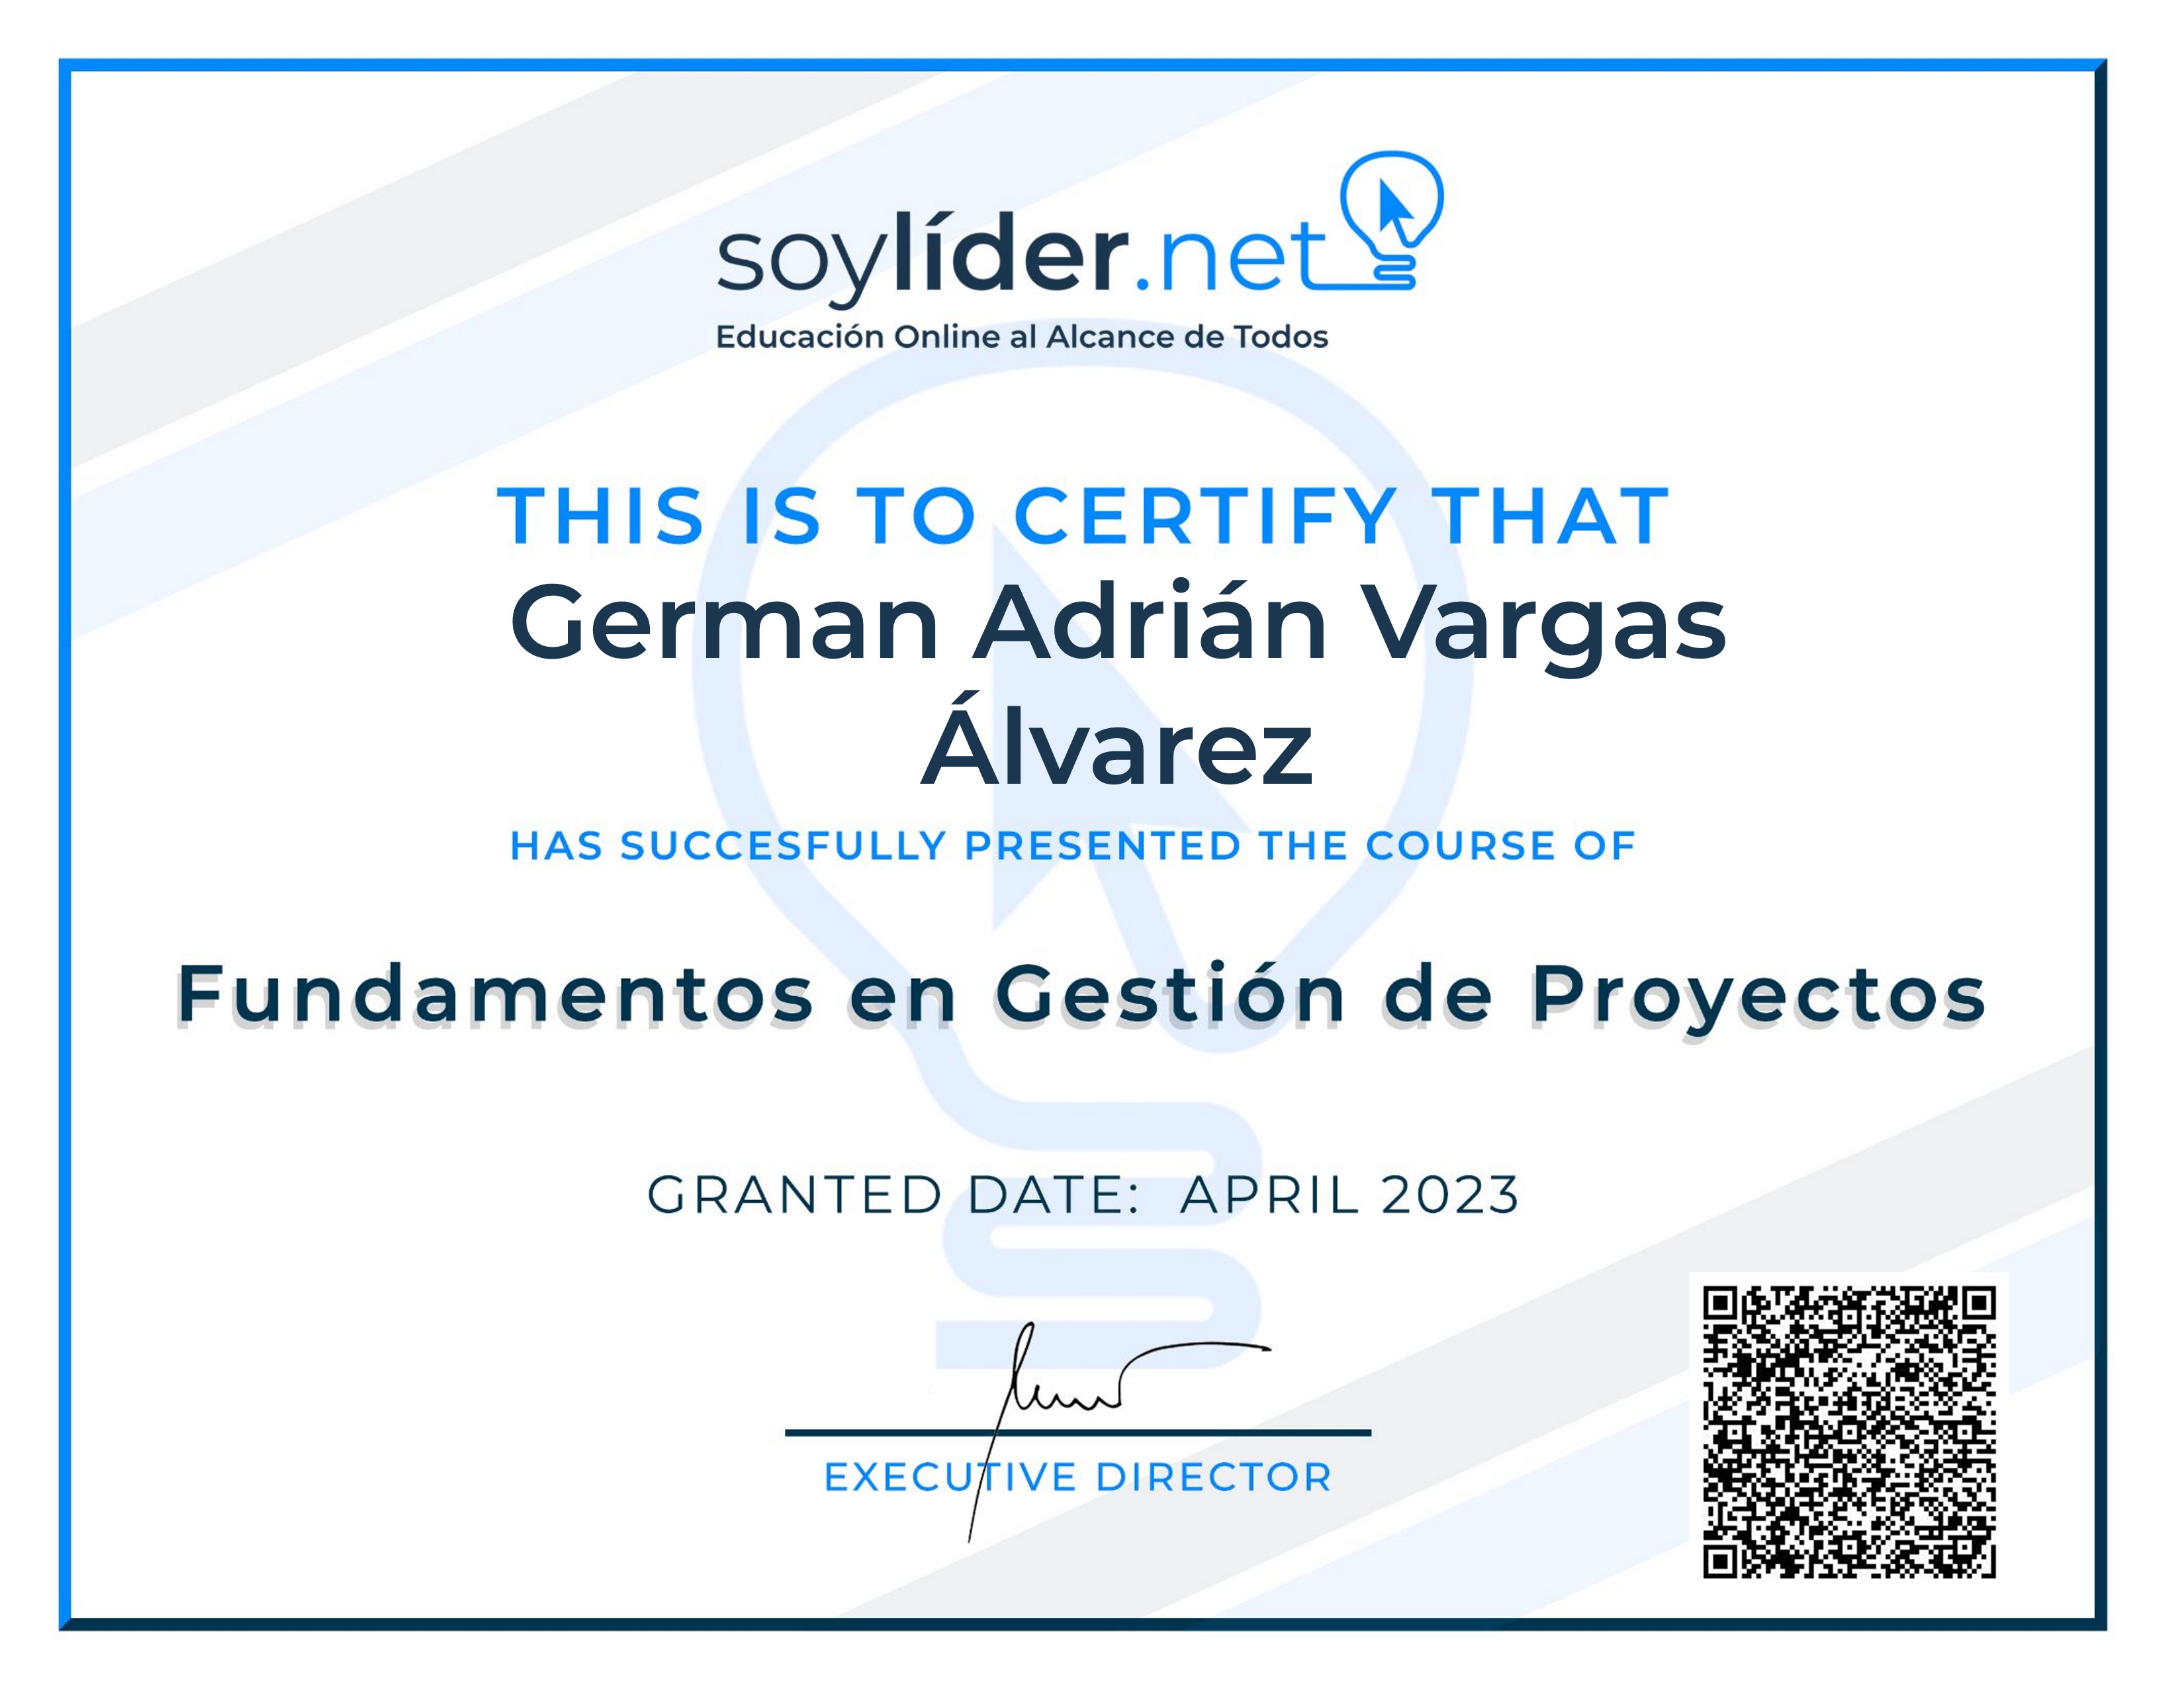 soylíder.net
Educación Online al Alcance de Todos
THIS IS TO CERTIFY THAT
German Adrián Vargas
Álvarez
HAS SUCCESFULLY PRESENTED THE COURSE OF
Fundamentos en Gestión de Proyectos
GRANTED DATE: APRIL 2023
EXECUTIVE DIRECTOR